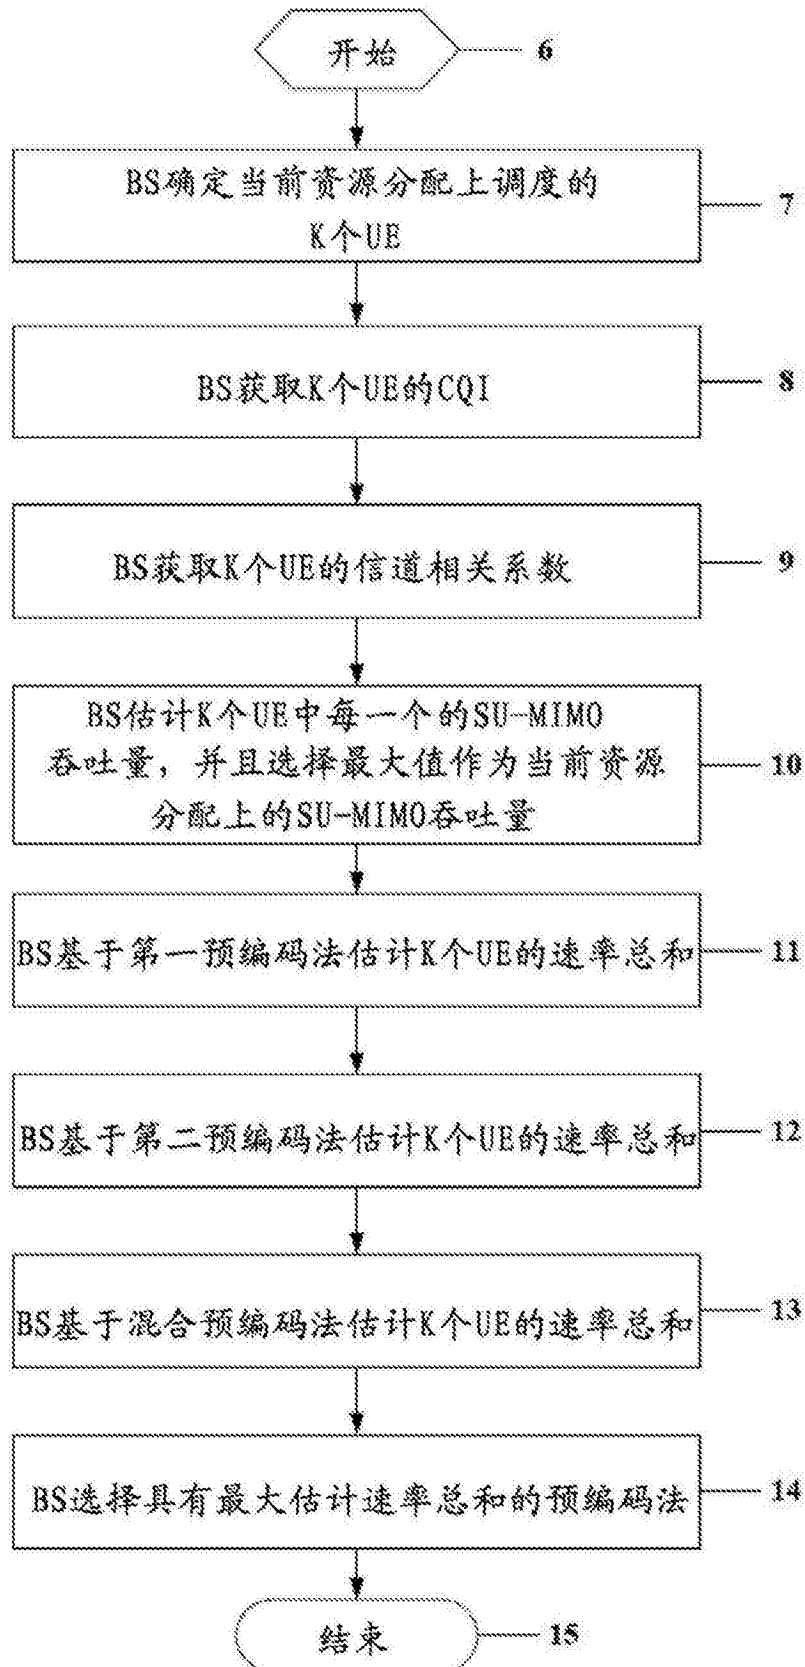 开始
6
BS确定当前资源分配上调度的
K个UE
7
BS获取K个UE的CQI
8
BS获取K个UE的信道相关系数
9
BS估计K个UE中每一个的SU-MIMO
吞吐量，并且选择最大值作为当前资源
分配上的SU-MIMO吞吐量
10
BS基于第一预编码法估计K个UE的速率总和
11
BS基于第二预编码法估计K个UE的速率总和
12
BS基于混合预编码法估计K个UE的速率总和
13
BS选择具有最大估计速率总和的预编码法
14
结束
15